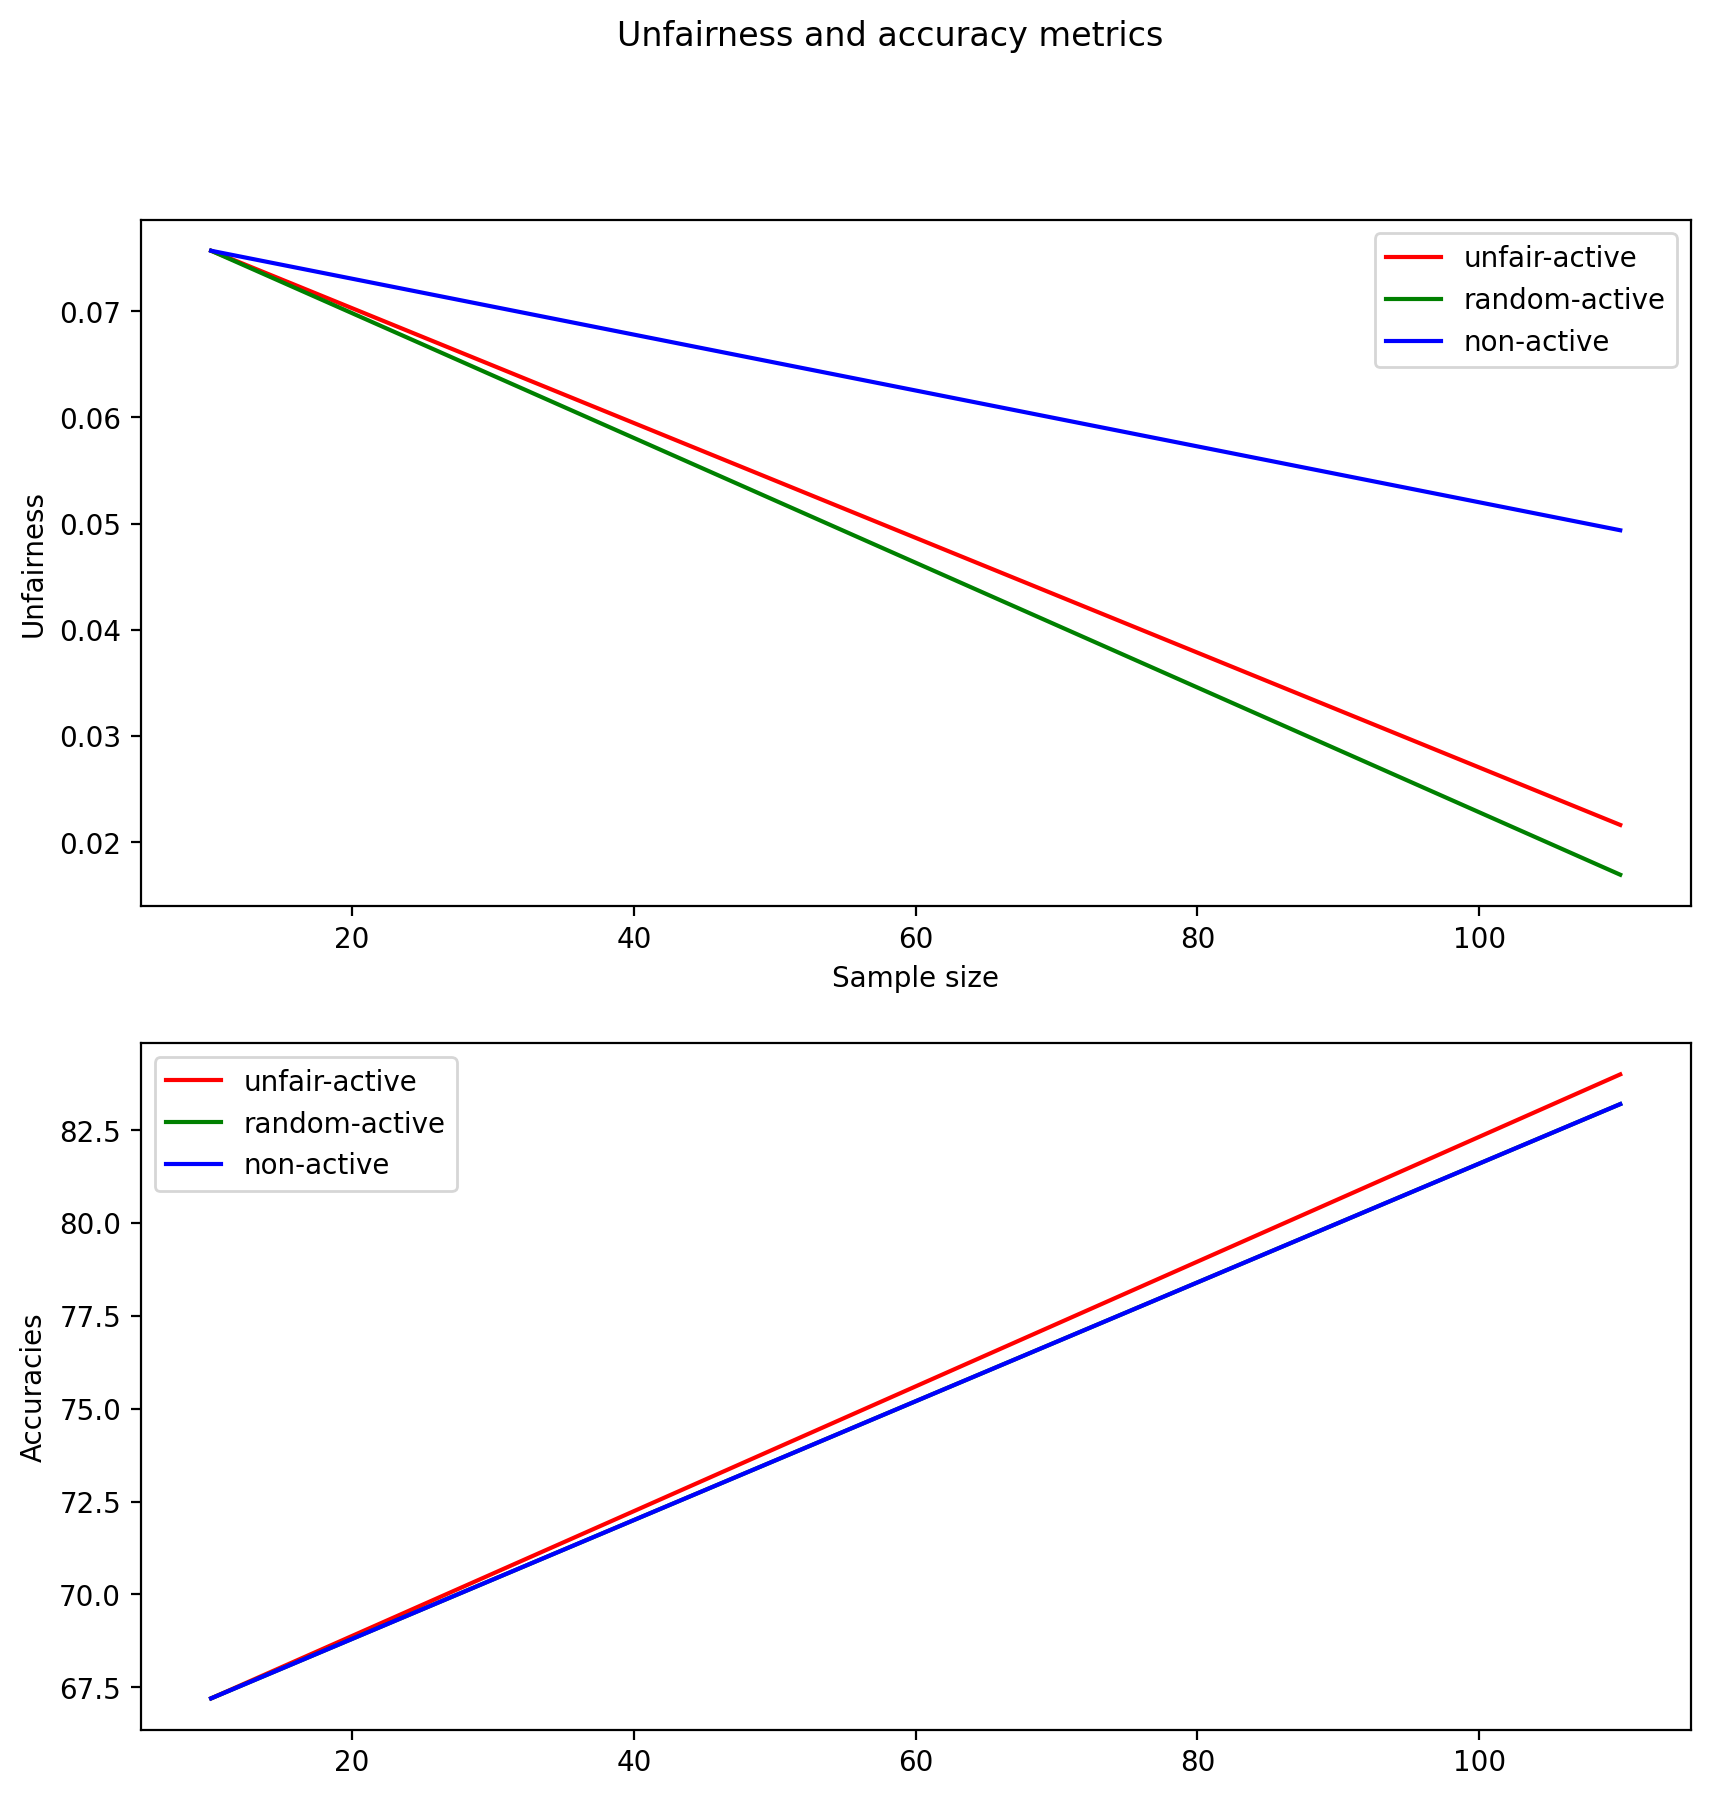 Unfairness and accuracy metrics
unfair-active
random-active
non-active
0.07
0.06
0.05
0.04
0.03
0.02
Unfairness
20 40 60 80 100
Sample size
unfair-active
random-active
non-active
82.5
80.0
77.5
75.0
72.5
70.0
67.5
Accuracies
20 40 60 80 100